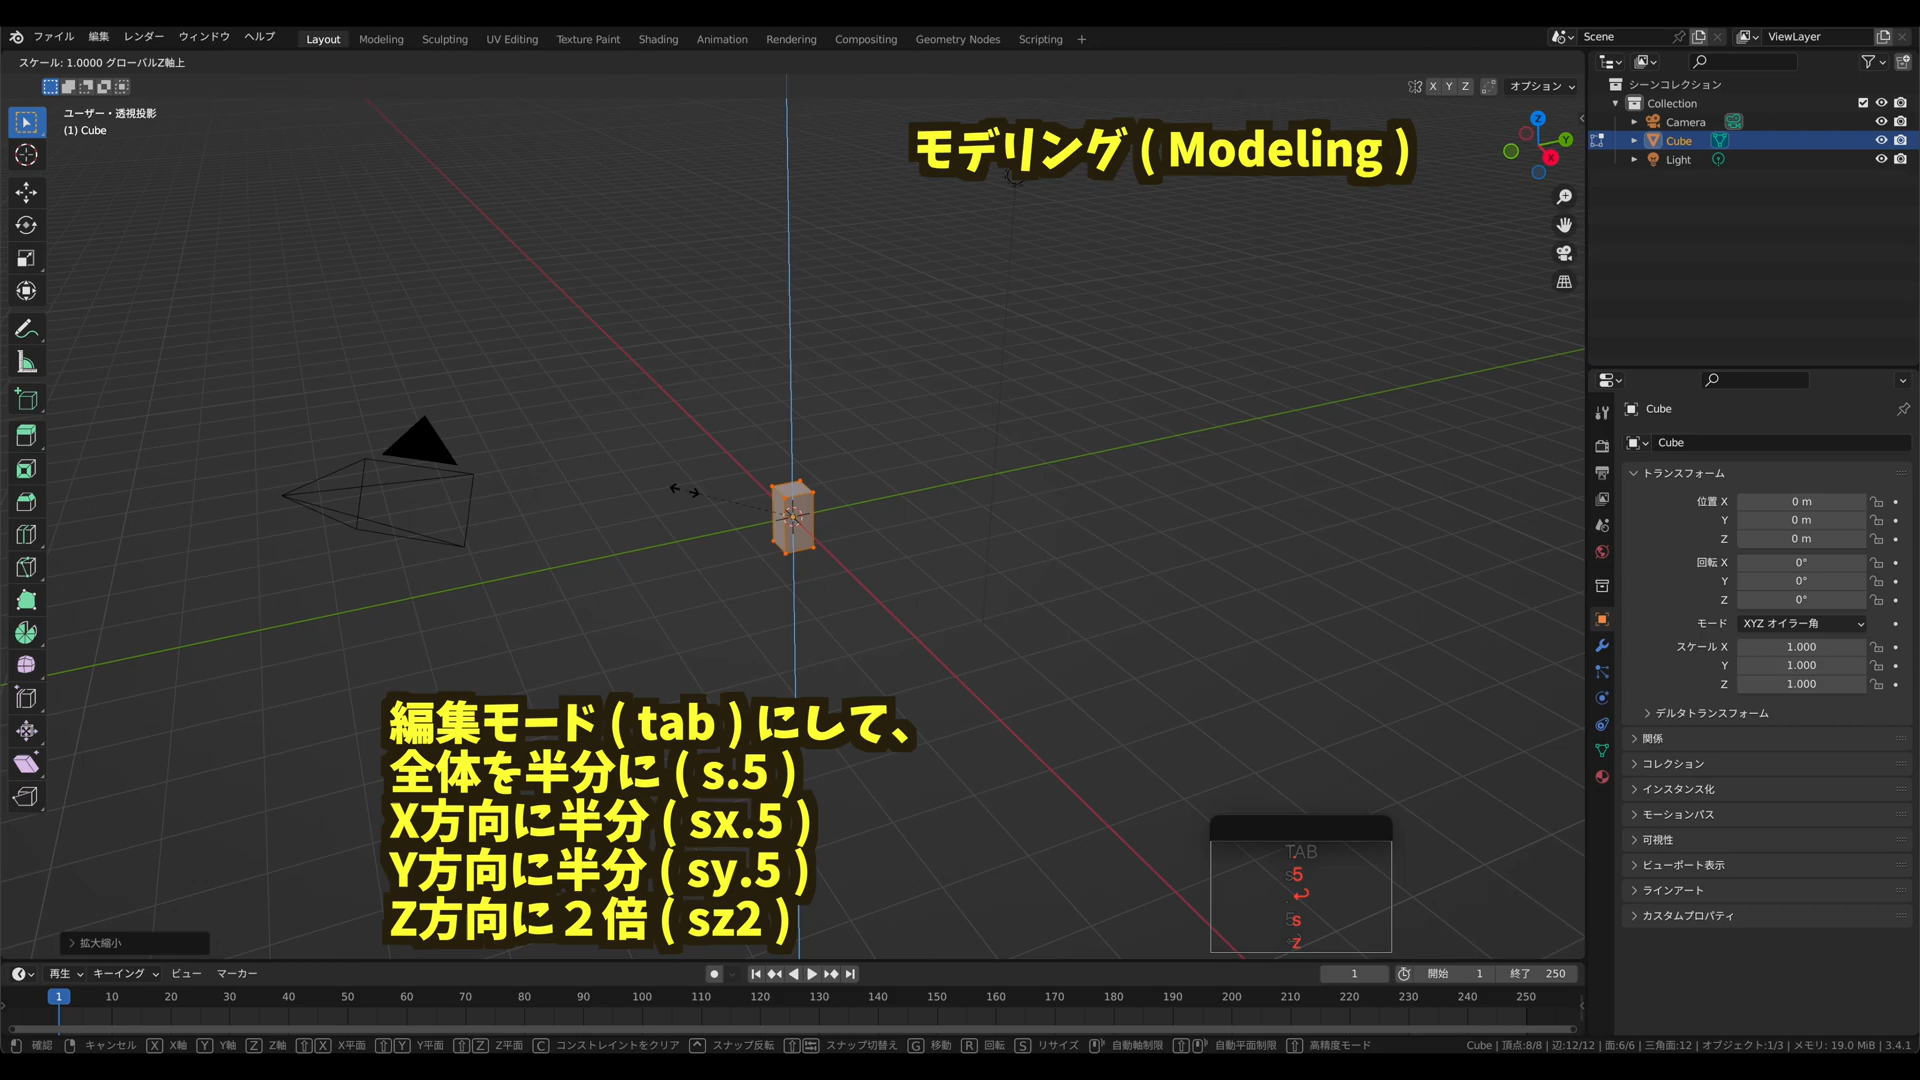 ファイル 編集 レンダー ウィンドウ ヘルプ Layout Modeling Sculpting UV Editing Texture Paint Shading Animation Rendering Compositing Geometry Nodes Scripting + Scene ViewLayer
スケール: 1.0000 グローバルZ軸上
X Y Z オプション
ユーザー・透視投影
(1) Cube
モデリング ( Modeling )
Z
Y
X
シーンコレクション
Collection
Camera
Cube
Light
Cube
Cube
トランスフォーム
位置 X 0 m
Y 0 m
Z 0 m
回転 X 0°
Y 0°
Z 0°
モード XYZ オイラー角
スケール X 1.000
Y 1.000
Z 1.000
デルタトランスフォーム
関係
コレクション
インスタンス化
モーションパス
可視性
ビューポート表示
ラインアート
カスタムプロパティ
編集モード ( tab ) にして、
全体を半分に ( s.5 )
X方向に半分 ( sx.5 )
Y方向に半分 ( sy.5 )
Z方向に２倍 ( sz2 )
TAB
5
s
z
拡大縮小
再生 キーイング ビュー マーカー 1 開始 1 終了 250
1 10 20 30 40 50 60 70 80 90 100 110 120 130 140 150 160 170 180 190 200 210 220 230 240 250
確認 キャンセル X X軸 Y Y軸 Z Z軸 X X平面 Y Y平面 Z Z平面 C コンストレイントをクリア スナップ反転 スナップ切替え G 移動 R 回転 S リサイズ 自動軸制限 自動平面制限 高精度モード Cube | 頂点:8/8 | 辺:12/12 | 面:6/6 | 三角面:12 | オブジェクト:1/3 | メモリ: 19.0 MiB | 3.4.1